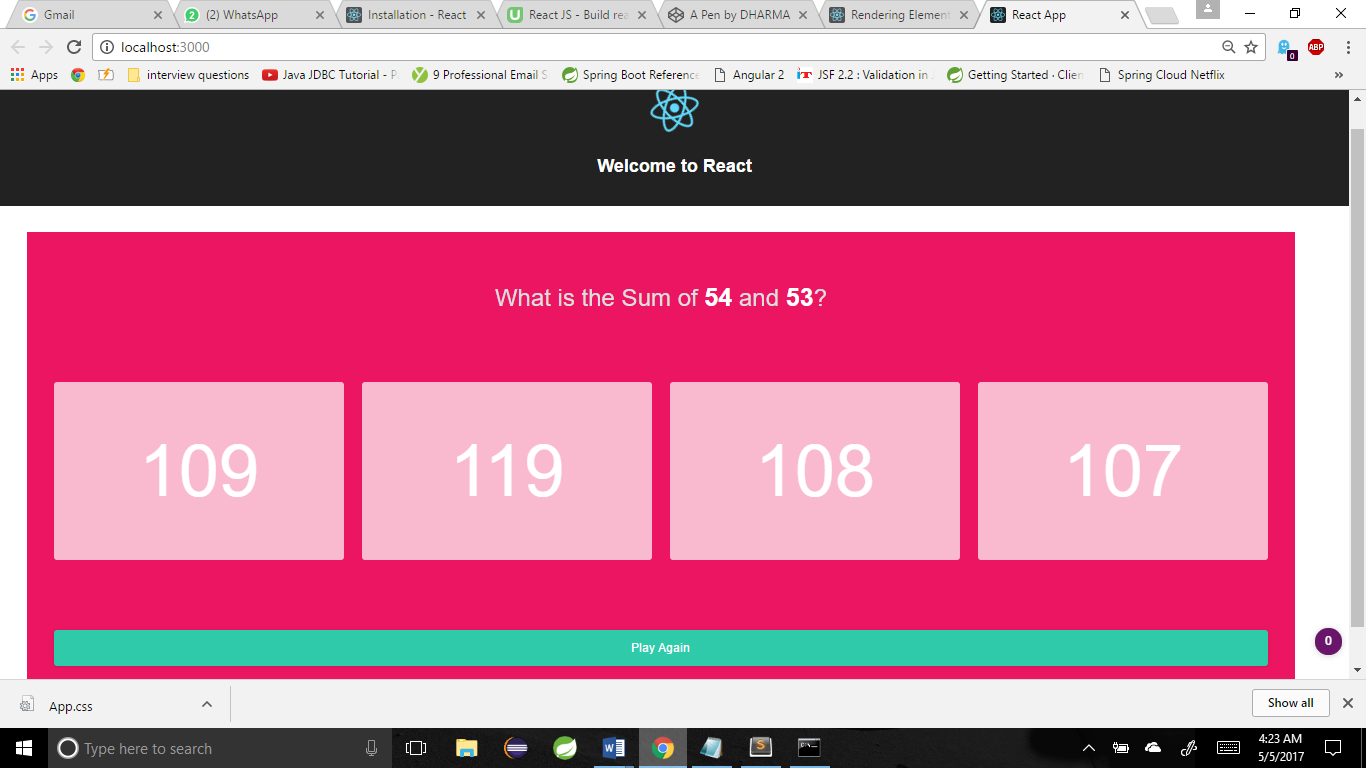 Gmail
(2) WhatsApp
Installation - React
React JS - Build rea
A Pen by DHARMA
Rendering Element
React App
localhost:3000
ABP
0
Apps
interview questions
Java JDBC Tutorial - P
9 Professional Email S
Spring Boot Reference
Angular 2
JSF 2.2 : Validation in
Getting Started · Clien
Spring Cloud Netflix
»
Welcome to React
What is the Sum of 54 and 53?
109
119
108
107
Play Again
0
App.css
Show all
Type here to search
4:23 AM
5/5/2017